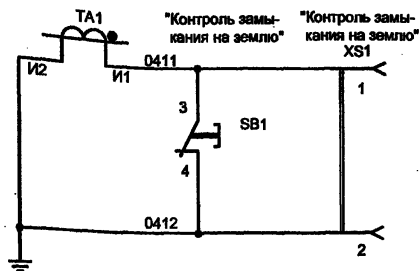 TA1
"Контроль замы-
кания на землю"
"Контроль замы-
кания на землю"
XS1
И2
И1
0411
1
3
SB1
4
0412
2